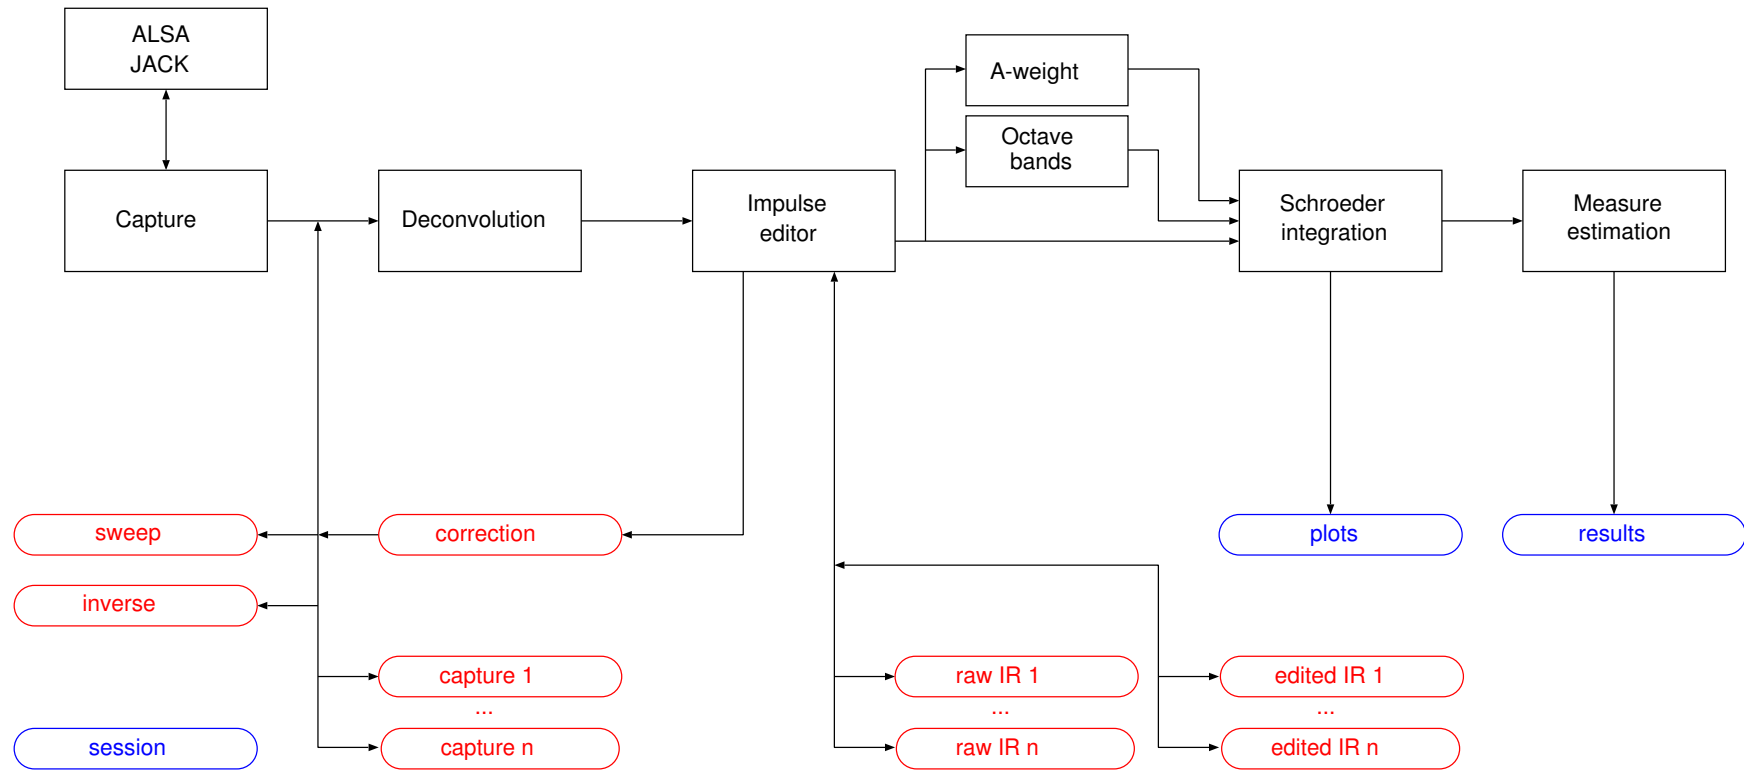 ALSA
JACK
A-weight
Octave
bands
Capture
Deconvolution
Impulse
editor
Schroeder
integration
Measure
estimation
sweep
correction
plots
results
inverse
capture 1
raw IR 1
edited IR 1
...
...
...
session
capture n
raw IR n
edited IR n